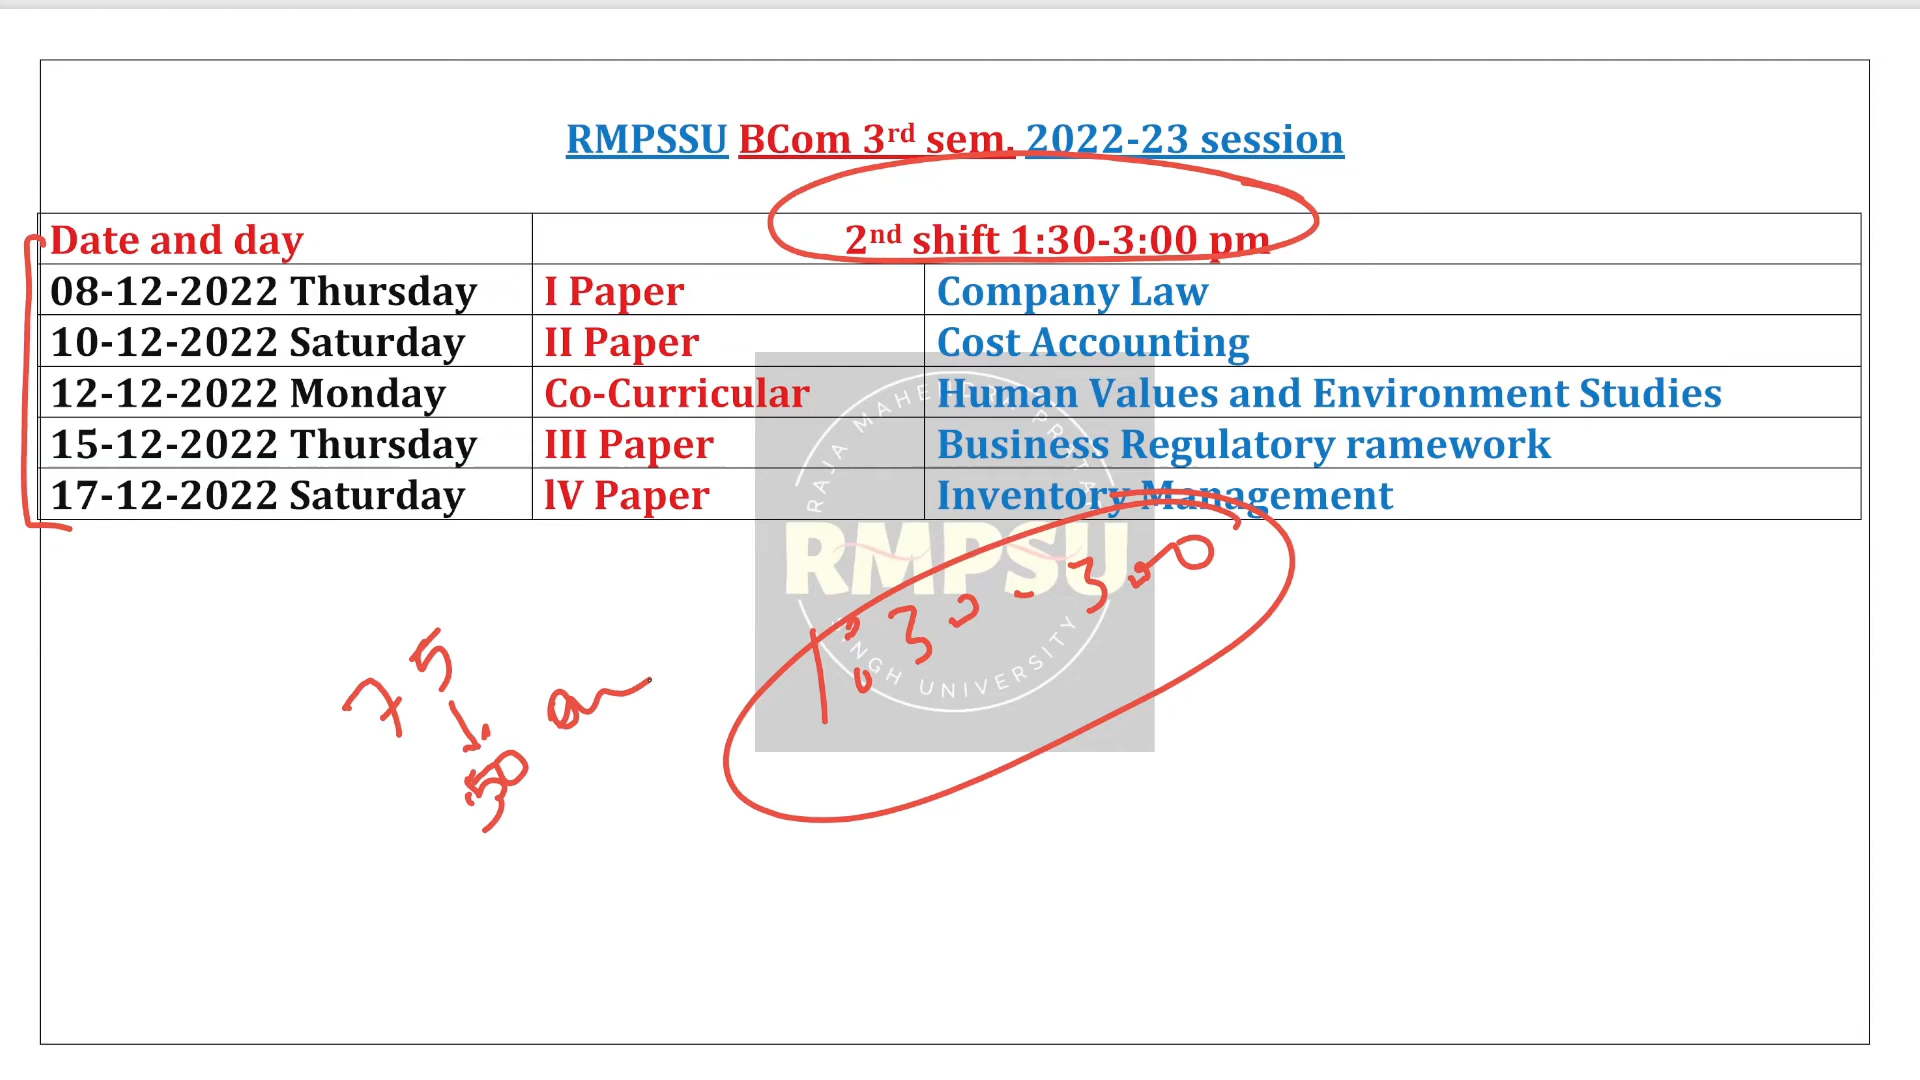 RMPSSU BCom 3rd sem. 2022-23 session
Date and day 2nd shift 1:30-3:00 pm
08-12-2022 Thursday I Paper Company Law
10-12-2022 Saturday II Paper Cost Accounting
12-12-2022 Monday Co-Curricular Human Values and Environment Studies
15-12-2022 Thursday III Paper Business Regulatory ramework
17-12-2022 Saturday lV Paper Inventory Management
RAJA MAHENDRA PRATAP
RMPSU
SINGH UNIVERSITY
1:30-3:00
75
50